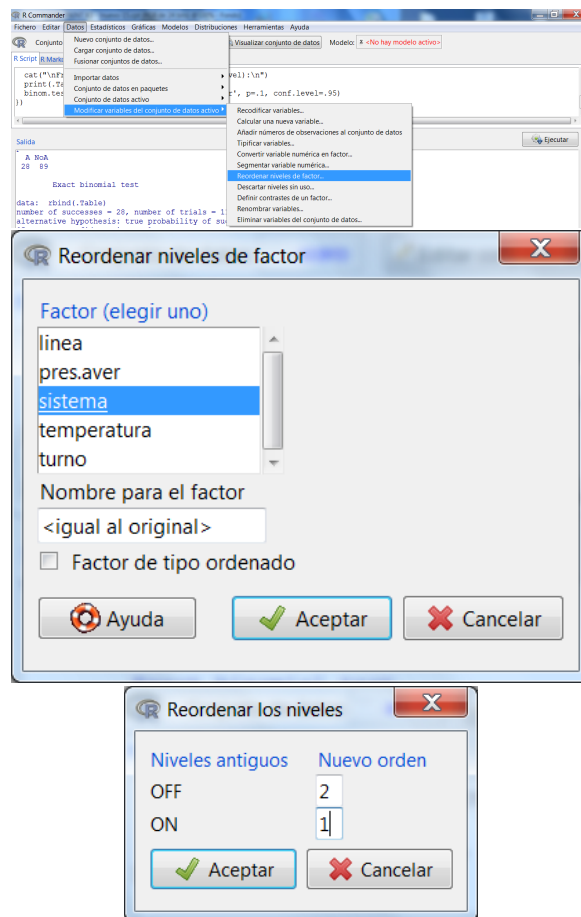 R Commander
Fichero Editar Datos Estadísticos Gráficas Modelos Distribuciones Herramientas Ayuda
Conjunto
Nuevo conjunto de datos...
Cargar conjunto de datos...
Fusionar conjuntos de datos...
Importar datos
Conjunto de datos en paquetes
Conjunto de datos activo
Modificar variables del conjunto de datos activo
Visualizar conjunto de datos Modelo: Σ <No hay modelo activo>
R Script R Mark
cat("\nFr
vel):\n")
print(.Ta
binom.tes
r', p=.1, conf.level=.95)
})
Recodificar variables...
Calcular una nueva variable...
Añadir números de observaciones al conjunto de datos
Tipificar variables...
Convertir variable numérica en factor...
Segmentar variable numérica...
Reordenar niveles de factor...
Descartar niveles sin uso...
Definir contrastes de un factor...
Renombrar variables...
Eliminar variables del conjunto de datos...
Salida
Ejecutar
A NoA
28 89
Exact binomial test
data: rbind(.Table)
number of successes = 28, number of trials = 1
alternative hypothesis: true probability of su
Reordenar niveles de factor
Factor (elegir uno)
linea
pres.aver
sistema
temperatura
turno
Nombre para el factor
<igual al original>
Factor de tipo ordenado
Ayuda Aceptar Cancelar
Reordenar los niveles
Niveles antiguos Nuevo orden
OFF 2
ON 1
Aceptar Cancelar